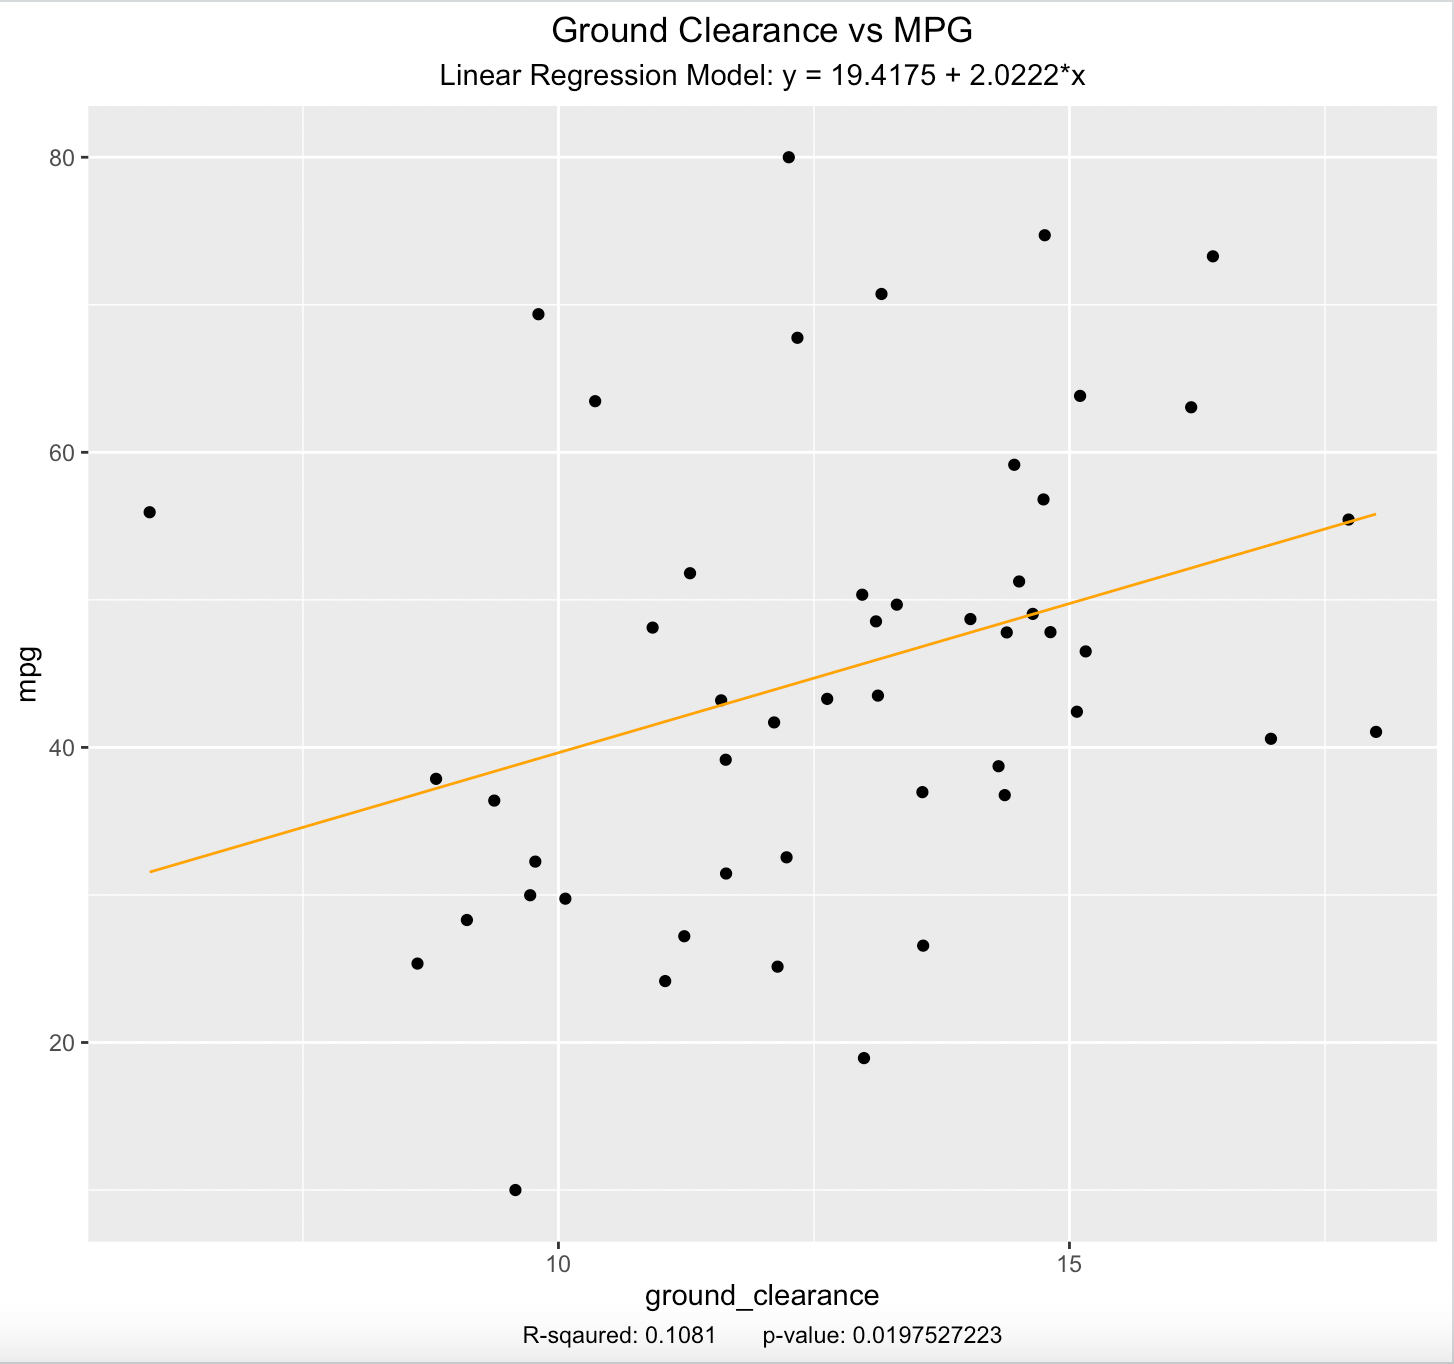 Ground Clearance vs MPG
Linear Regression Model: y = 19.4175 + 2.0222*x
80
60
mpg
40
20
10 15
ground_clearance
R-sqaured: 0.1081 p-value: 0.0197527223